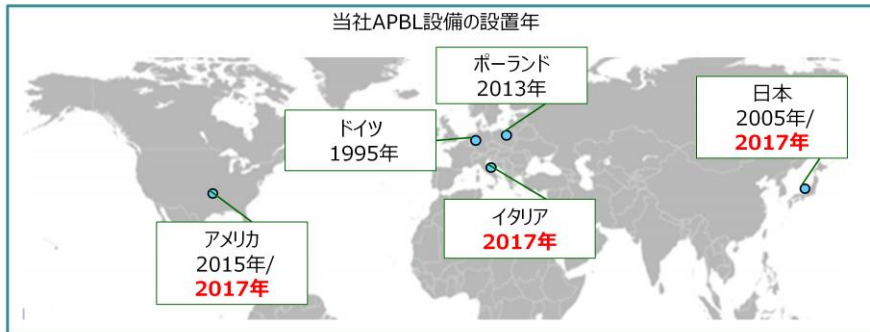 当社APBL設備の設置年
ポーランド
2013年
日本
2005年/
2017年
ドイツ
1995年
イタリア
2017年
アメリカ
2015年/
2017年